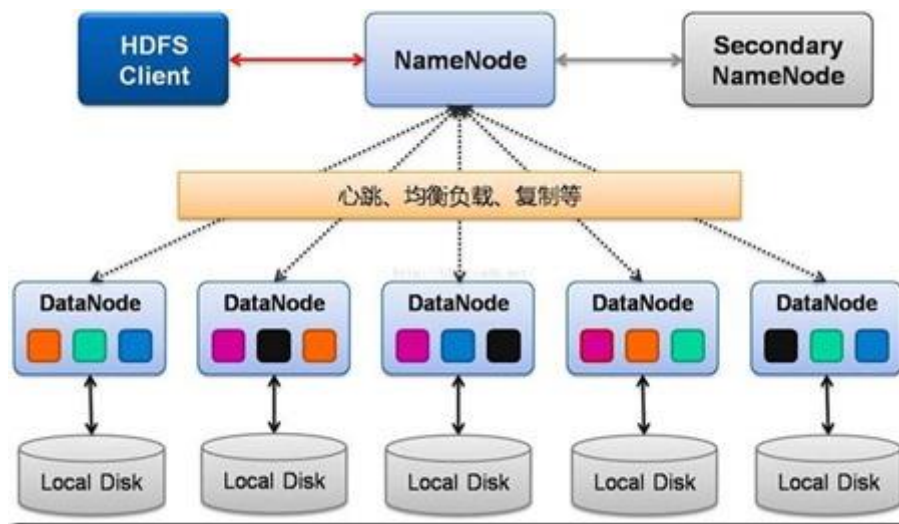 HDFS
Client
NameNode
Secondary
NameNode
心跳、均衡负载、复制等
DataNode
DataNode
DataNode
DataNode
DataNode
Local Disk
Local Disk
Local Disk
Local Disk
Local Disk